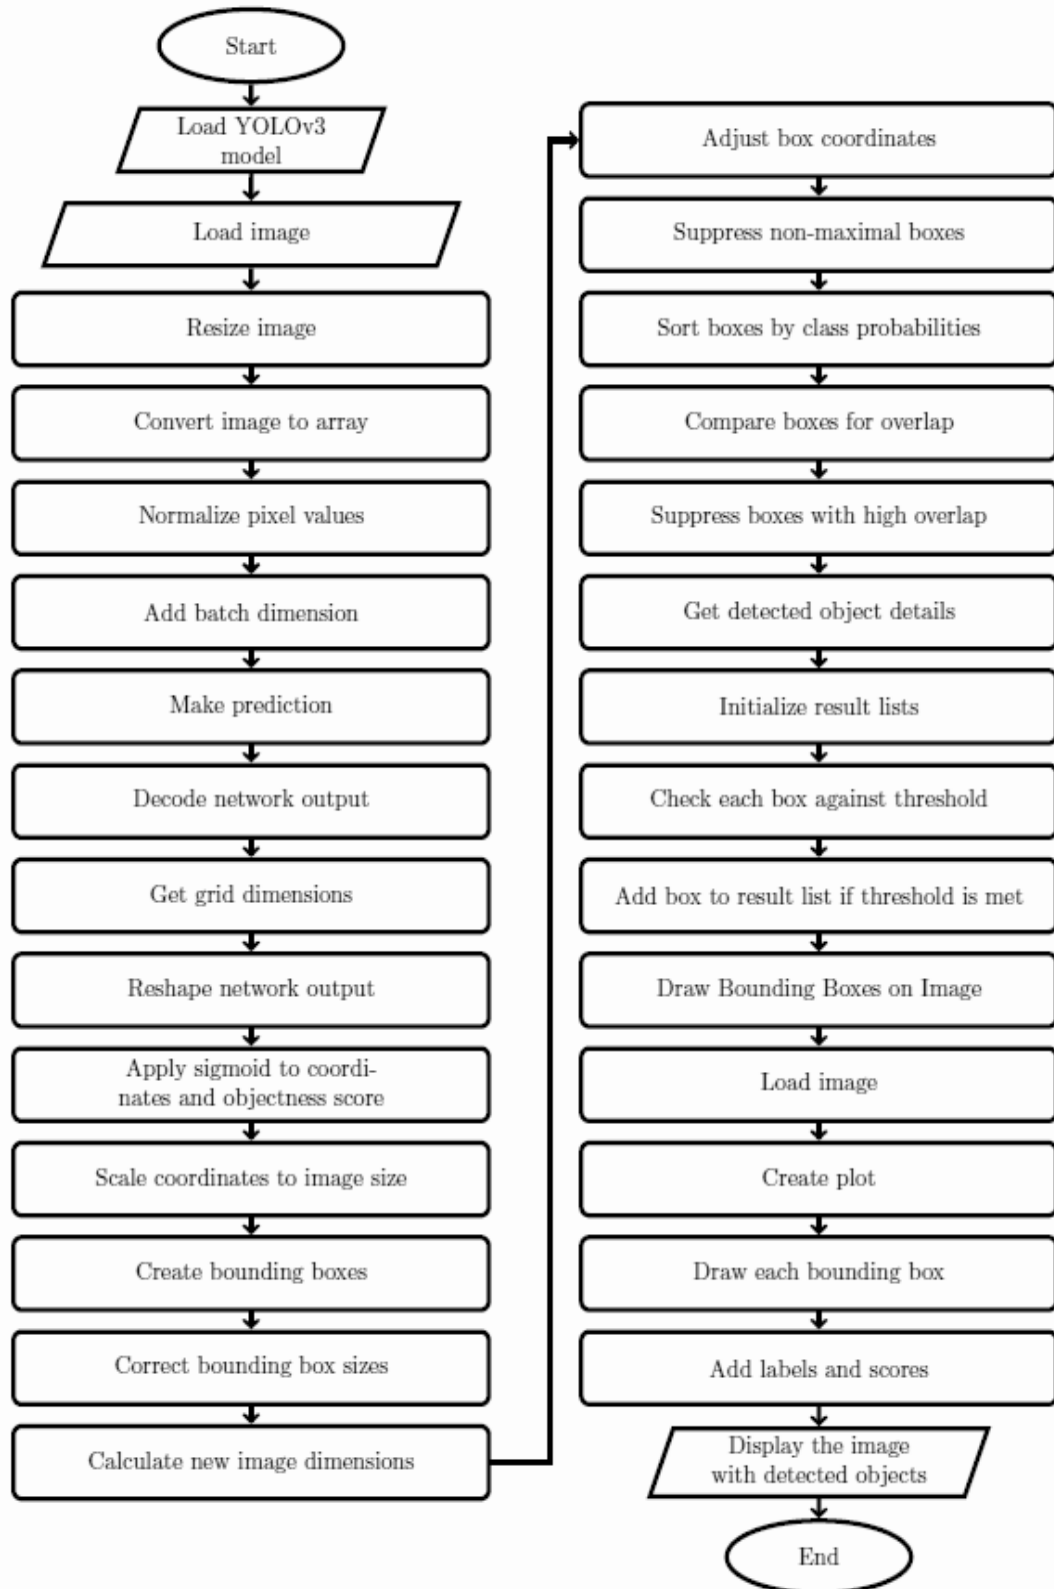 Start
Load YOLOv3
model
Load image
Resize image
Convert image to array
Normalize pixel values
Add batch dimension
Make prediction
Decode network output
Get grid dimensions
Reshape network output
Apply sigmoid to coordi-
nates and objectness score
Scale coordinates to image size
Create bounding boxes
Correct bounding box sizes
Calculate new image dimensions
Adjust box coordinates
Suppress non-maximal boxes
Sort boxes by class probabilities
Compare boxes for overlap
Suppress boxes with high overlap
Get detected object details
Initialize result lists
Check each box against threshold
Add box to result list if threshold is met
Draw Bounding Boxes on Image
Load image
Create plot
Draw each bounding box
Add labels and scores
Display the image
with detected objects
End